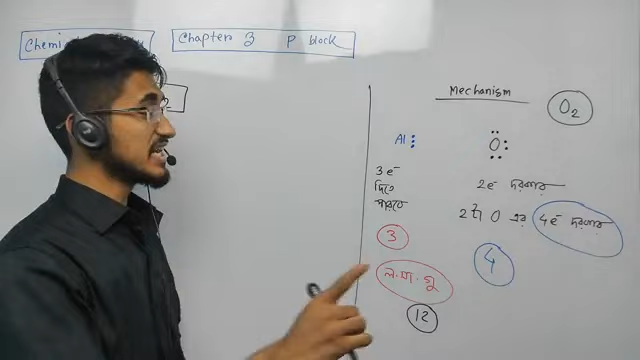 Chapter 3 P block
Mechanism
O₂
Al
O
3e⁻
দিতে
পারবে
2e⁻ দরকার
2টা O এর 4e⁻ দরকার
3
4
ল.সা.গু
12